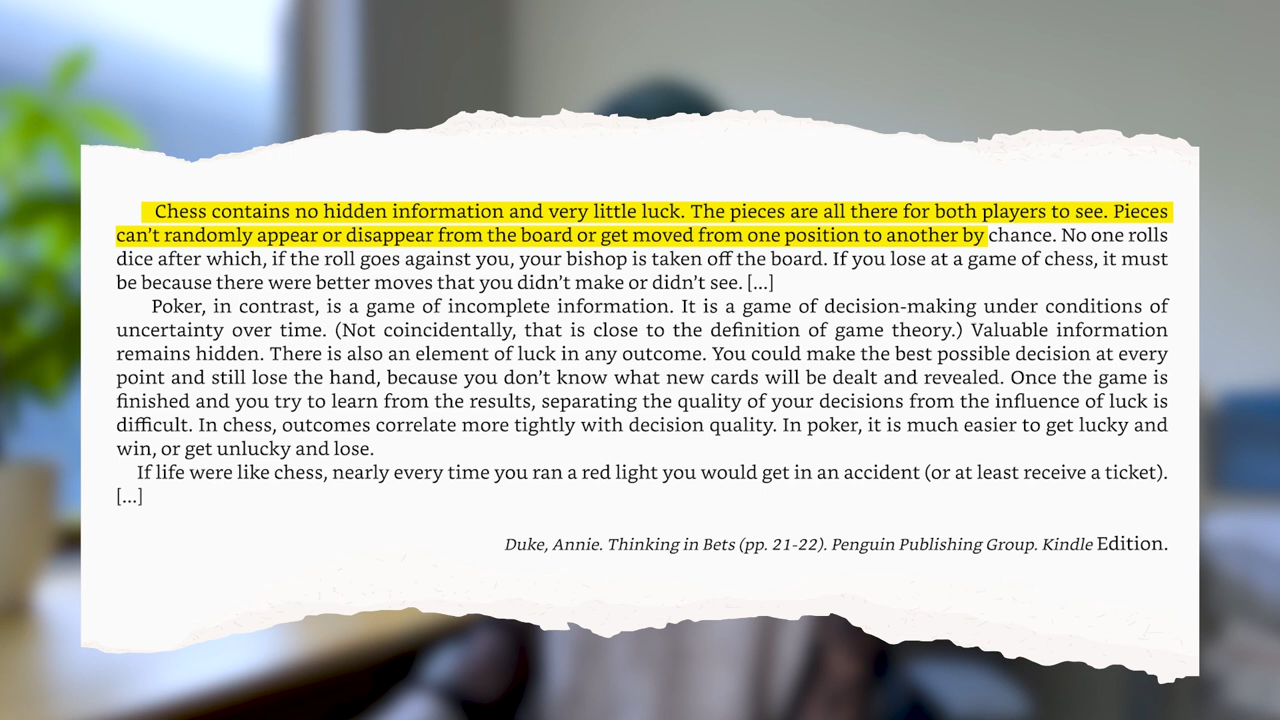 Chess contains no hidden information and very little luck. The pieces are all there for both players to see. Pieces
can’t randomly appear or disappear from the board or get moved from one position to another by chance. No one rolls
dice after which, if the roll goes against you, your bishop is taken off the board. If you lose at a game of chess, it must
be because there were better moves that you didn’t make or didn’t see. [...]
Poker, in contrast, is a game of incomplete information. It is a game of decision-making under conditions of
uncertainty over time. (Not coincidentally, that is close to the definition of game theory.) Valuable information
remains hidden. There is also an element of luck in any outcome. You could make the best possible decision at every
point and still lose the hand, because you don’t know what new cards will be dealt and revealed. Once the game is
finished and you try to learn from the results, separating the quality of your decisions from the influence of luck is
difficult. In chess, outcomes correlate more tightly with decision quality. In poker, it is much easier to get lucky and
win, or get unlucky and lose.
If life were like chess, nearly every time you ran a red light you would get in an accident (or at least receive a ticket).
[...]
Duke, Annie. Thinking in Bets (pp. 21-22). Penguin Publishing Group. Kindle Edition.